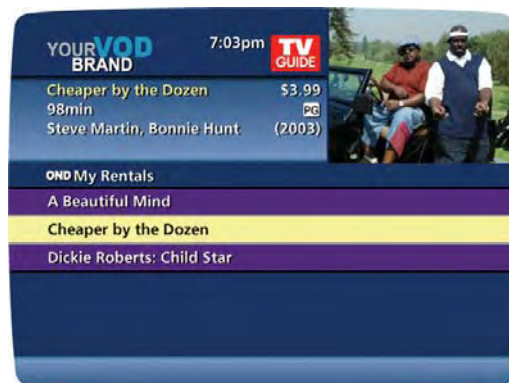 YOUR VOD BRAND
7:03pm
TV GUIDE
Cheaper by the Dozen $3.99
98min PG
Steve Martin, Bonnie Hunt (2003)
OND My Rentals
A Beautiful Mind
Cheaper by the Dozen
Dickie Roberts: Child Star